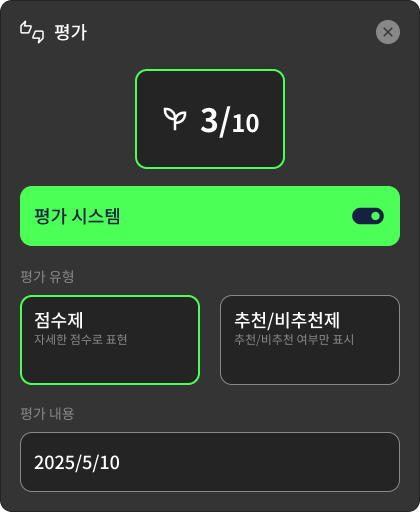 평가
3/10
평가 시스템
평가 유형
점수제
자세한 점수로 표현
추천/비추천제
추천/비추천 여부만 표시
평가 내용
2025/5/10